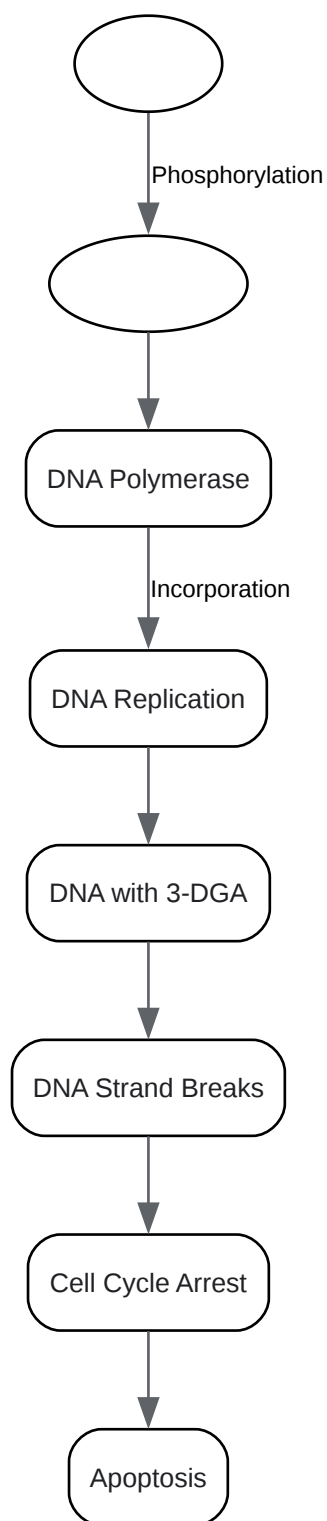 Phosphorylation
DNA Polymerase
Incorporation
DNA Replication
DNA with 3-DGA
DNA Strand Breaks
Cell Cycle Arrest
Apoptosis